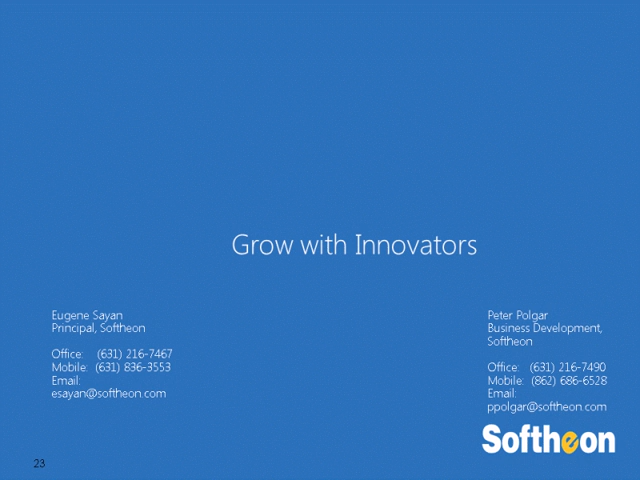 Grow with Innovators
Eugene Sayan
Principal, Softheon
Office: (631) 216-7467
Mobile: (631) 836-3553
Email:
esayan@softheon.com
Peter Polgar
Business Development,
Softheon
Office: (631) 216-7490
Mobile: (862) 686-6528
Email:
ppolgar@softheon.com
Softheon
23